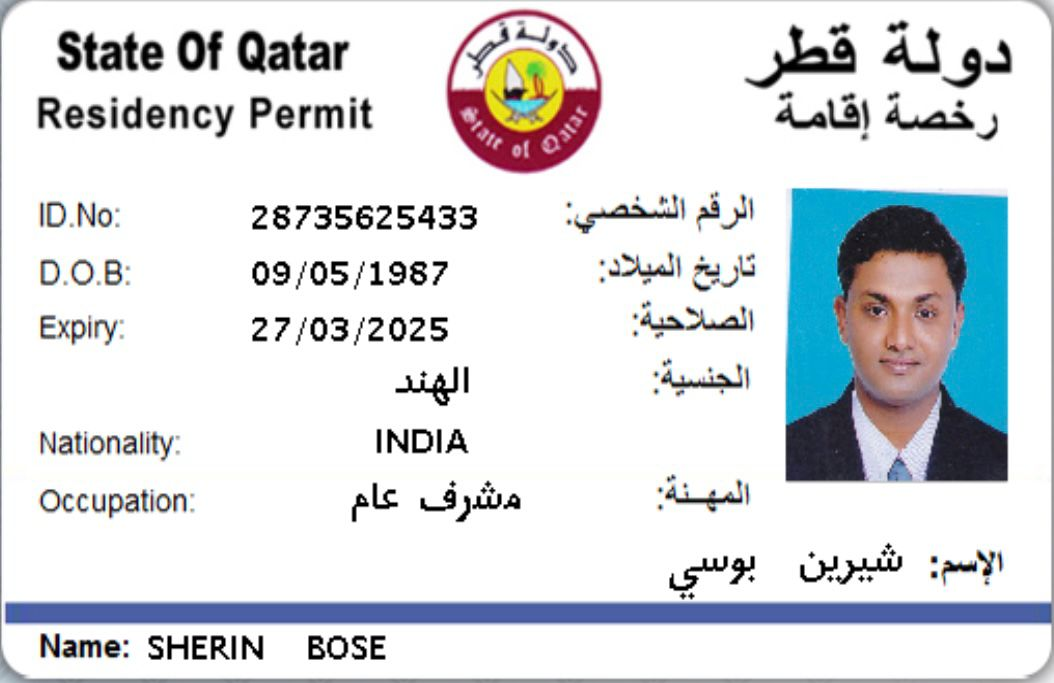 State Of Qatar
Residency Permit
دولة قطر
State of Qatar
دولة قطر
رخصة إقامة
ID.No: 28735625433 الرقم الشخصي:
D.O.B: 09/05/1987 تاريخ الميلاد:
Expiry: 27/03/2025 الصلاحية:
الهند الجنسية:
Nationality: INDIA
Occupation: مشرف عام المهنة:
الإسم: شيرين بوسي
Name: SHERIN BOSE